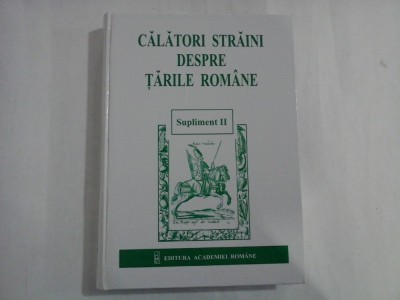 CĂLĂTORI STRĂINI
DESPRE
ȚĂRILE ROMÂNE
Supliment II
EDITURA ACADEMIEI ROMÂNE